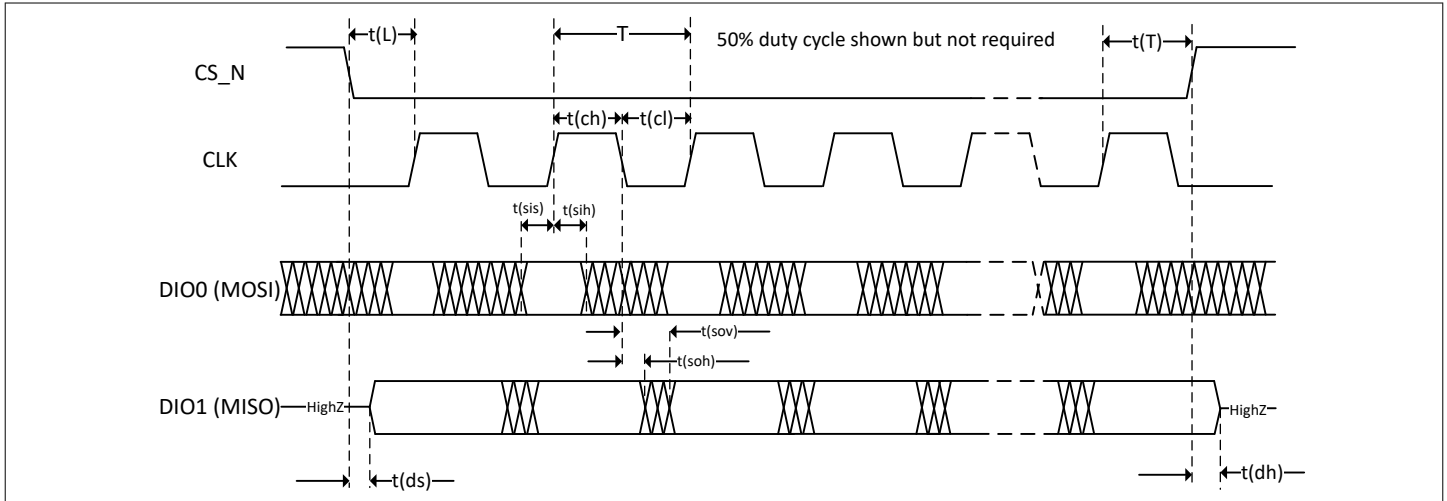 t(L)
T
50% duty cycle shown but not required
t(T)
CS_N
t(ch)
t(cl)
CLK
t(sis)
t(sih)
DIO0 (MOSI)
t(sov)
t(soh)
DIO1 (MISO)
HighZ
HighZ
t(ds)
t(dh)